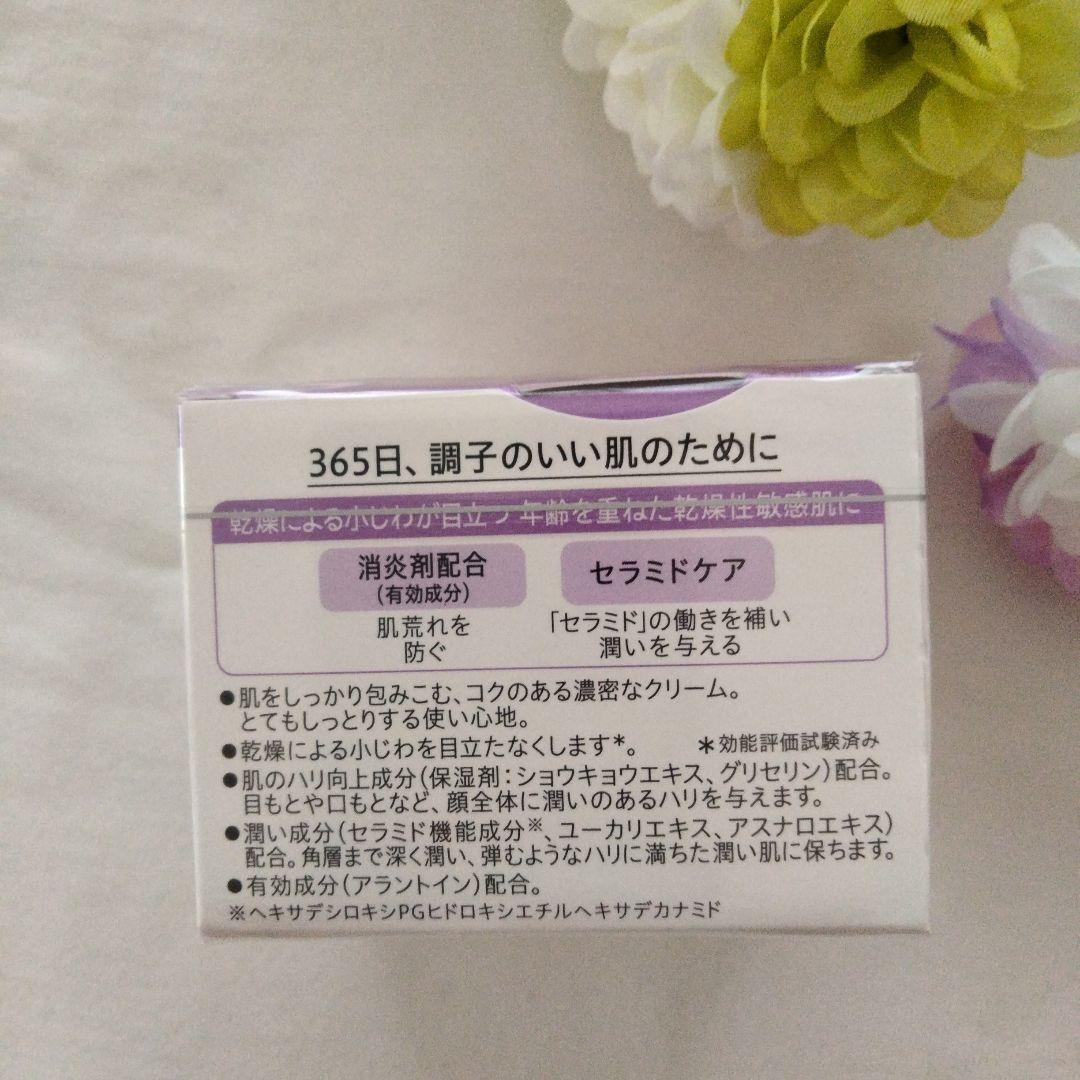 365日、調子のいい肌のために
乾燥による小じわが目立つ 年齢を重ねた乾燥性敏感肌に
消炎剤配合
(有効成分)
肌荒れを
防ぐ
セラミドケア
「セラミド」の働きを補い
潤いを与える
●肌をしっかり包みこむ、コクのある濃密なクリーム。
とてもしっとりする使い心地。
●乾燥による小じわを目立たなくします*。 *効能評価試験済み
●肌のハリ向上成分(保湿剤:ショウキョウエキス、グリセリン)配合。
目もとや口もとなど、顔全体に潤いのあるハリを与えます。
●潤い成分(セラミド機能成分※、ユーカリエキス、アスナロエキス)
配合。角層まで深く潤い、弾むようなハリに満ちた潤い肌に保ちます。
●有効成分(アラントイン)配合。
※ヘキサデシロキシPGヒドロキシエチルヘキサデカナミド